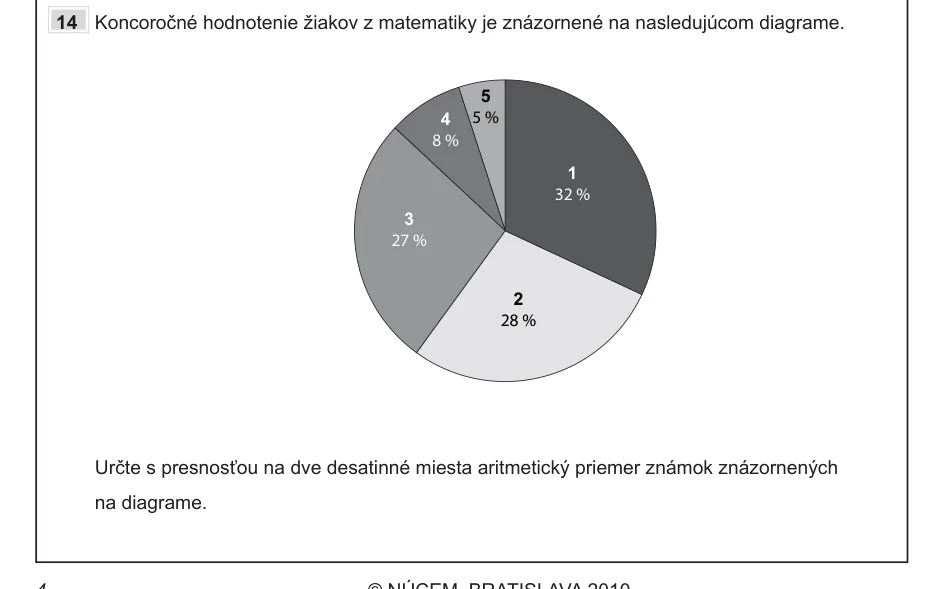 14 Koncoročné hodnotenie žiakov z matematiky je znázornené na nasledujúcom diagrame.
5
5 %
4
8 %
1
32 %
3
27 %
2
28 %
Určte s presnosťou na dve desatinné miesta aritmetický priemer známok znázornených
na diagrame.
4 © NÚCEM, BRATISLAVA 2010